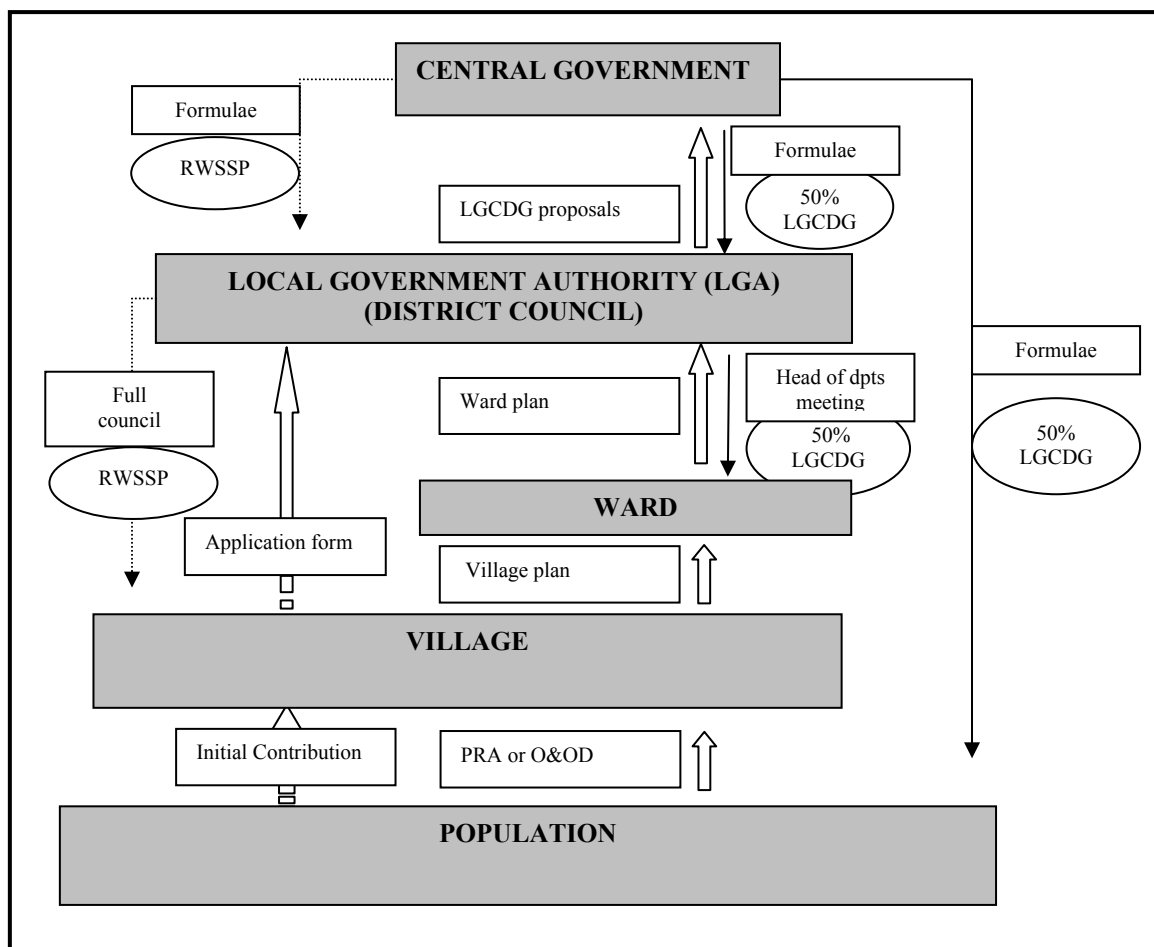 CENTRAL GOVERNMENT
Formulae
RWSSP
LGCDG proposals
Formulae
50%
LGCDG
LOCAL GOVERNMENT AUTHORITY (LGA)
(DISTRICT COUNCIL)
Full
council
RWSSP
Ward plan
Head of dpts
meeting
50%
LGCDG
Formulae
50%
LGCDG
WARD
Application form
Village plan
VILLAGE
Initial Contribution
PRA or O&OD
POPULATION